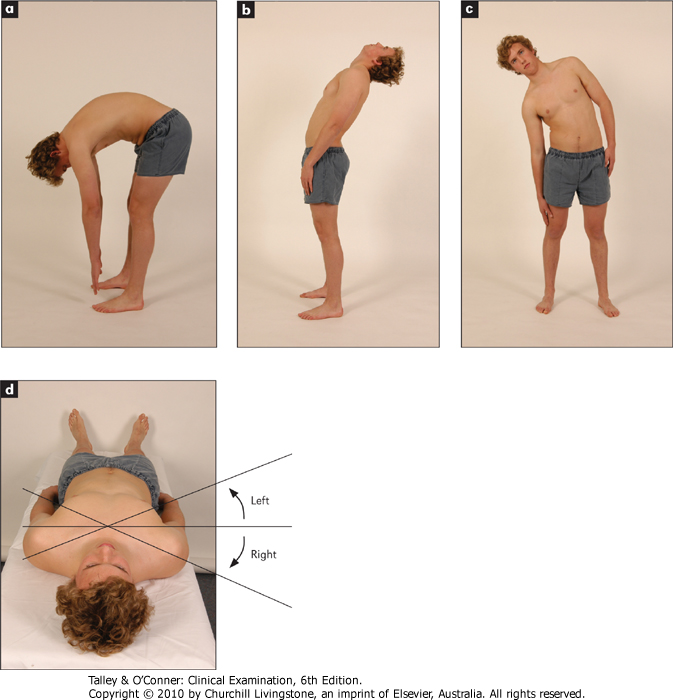 a
b
c
d
Left
Right
Talley & O'Conner: Clinical Examination, 6th Edition.
Copyright © 2010 by Churchill Livingstone, an imprint of Elsevier, Australia. All rights reserved.